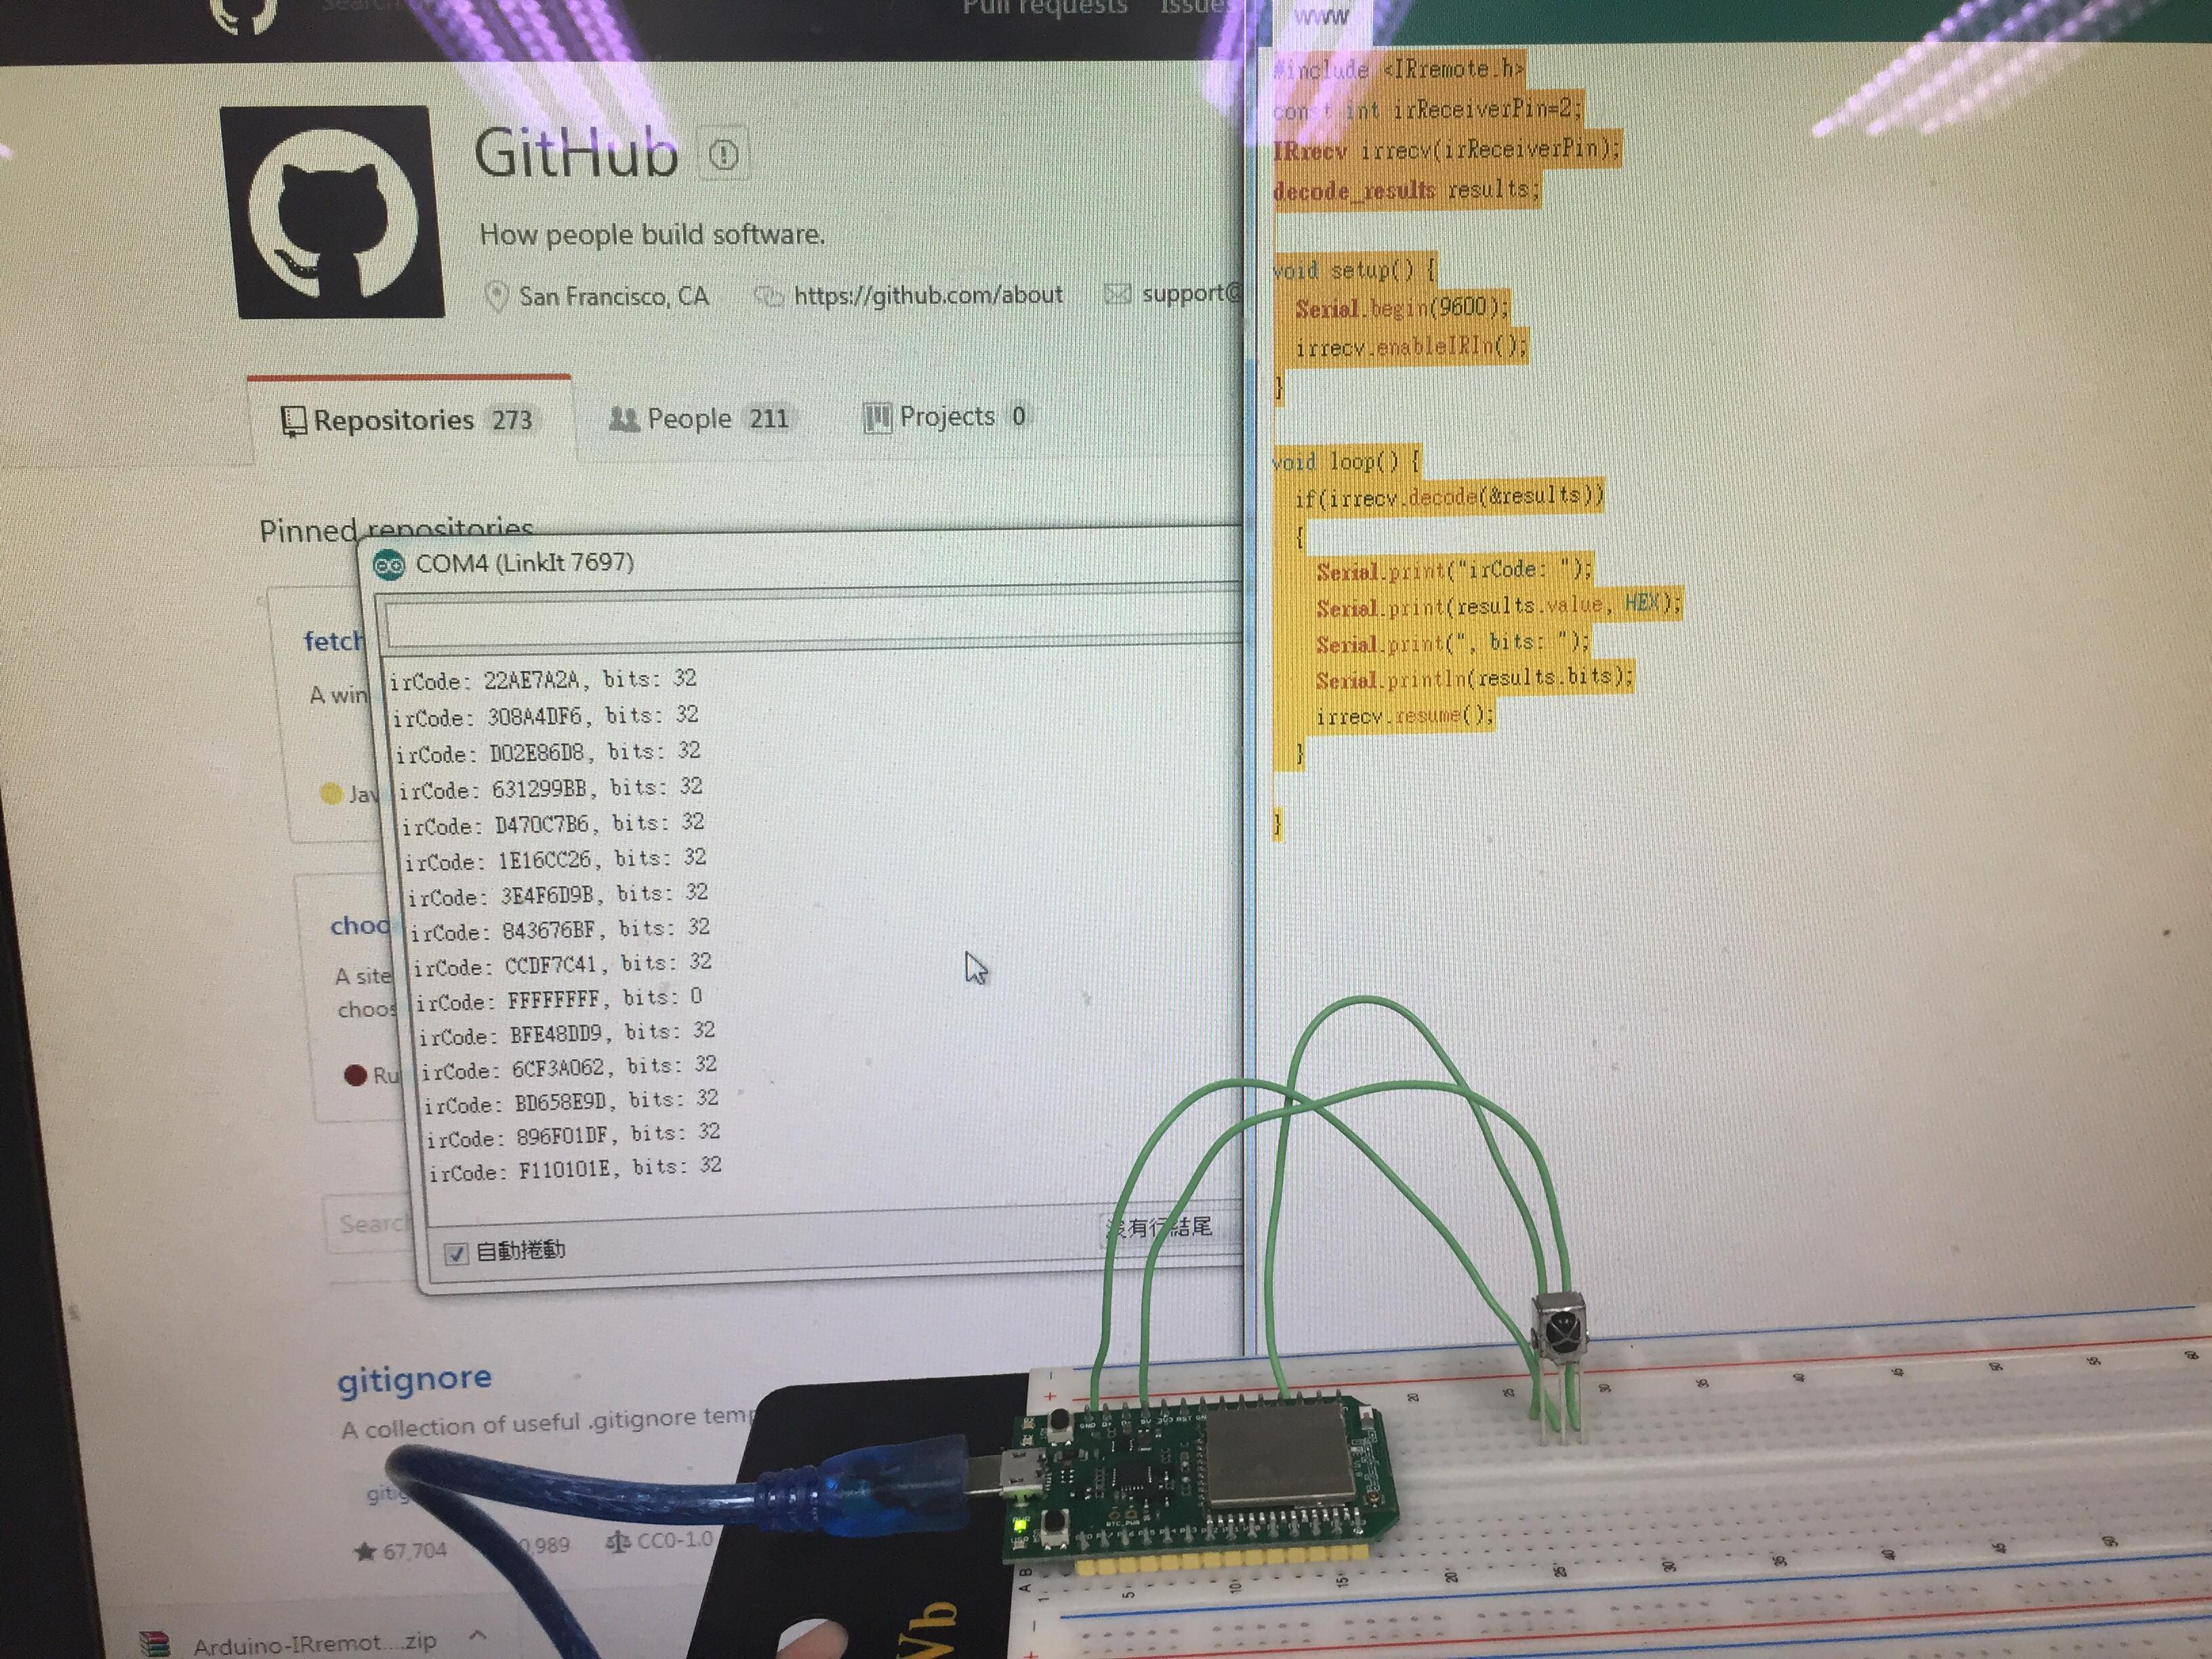 Pull requests Issues
GitHub
How people build software.
San Francisco, CA https://github.com/about support@
Repositories 273 People 211 Projects 0
Pinned repositories
fetch
A win
Jav
choo
A site
choos
Ru
Search
gitignore
A collection of useful .gitignore temp
gitig
67,704 0,989 CC0-1.0
Arduino-IRremot....zip
COM4 (LinkIt 7697)
irCode: 22AE7A2A, bits: 32
irCode: 308A4DF6, bits: 32
irCode: D02E86D8, bits: 32
irCode: 631299BB, bits: 32
irCode: D470C7B6, bits: 32
irCode: 1E16CC26, bits: 32
irCode: 3E4F6D9B, bits: 32
irCode: 843676BF, bits: 32
irCode: CCDF7C41, bits: 32
irCode: FFFFFFFF, bits: 0
irCode: BFE48DD9, bits: 32
irCode: 6CF3A062, bits: 32
irCode: BD658E9D, bits: 32
irCode: 896F01DF, bits: 32
irCode: F110101E, bits: 32
自動捲動
沒有行結尾
www
#include <IRremote.h>
const int irReceiverPin=2;
IRrecv irrecv(irReceiverPin);
decode_results results;
void setup() {
Serial.begin(9600);
irrecv.enableIRIn();
}
void loop() {
if(irrecv.decode(&results))
{
Serial.print("irCode: ");
Serial.print(results.value, HEX);
Serial.print(", bits: ");
Serial.println(results.bits);
irrecv.resume();
}
}
Vb